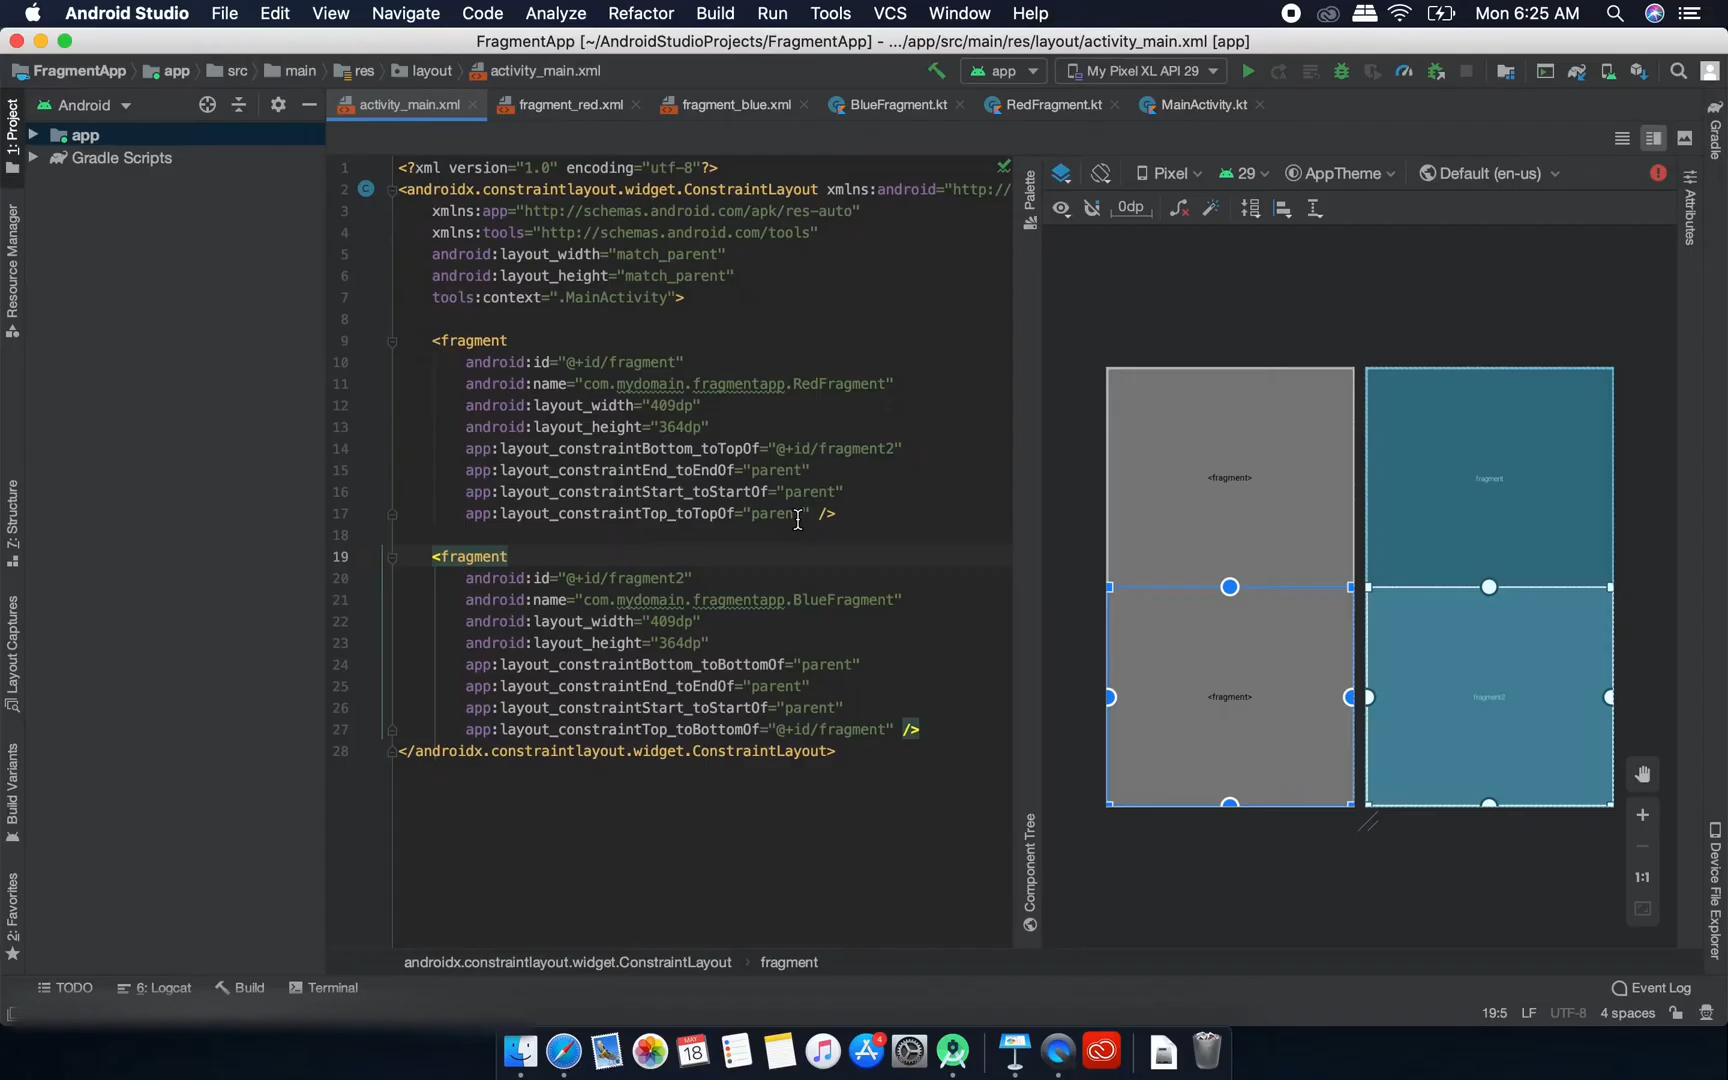 Android Studio File Edit View Navigate Code Analyze Refactor Build Run Tools VCS Window Help Mon 6:25 AM
FragmentApp [~/AndroidStudioProjects/FragmentApp] - .../app/src/main/res/layout/activity_main.xml [app]
FragmentApp app src main res layout activity_main.xml app My Pixel XL API 29
Android activity_main.xml fragment_red.xml fragment_blue.xml BlueFragment.kt RedFragment.kt MainActivity.kt
app
Gradle Scripts
1: Project
Resource Manager
7: Structure
Layout Captures
Build Variants
2: Favorites
1 <?xml version="1.0" encoding="utf-8"?>
2 <androidx.constraintlayout.widget.ConstraintLayout xmlns:android="http://
3 xmlns:app="http://schemas.android.com/apk/res-auto"
4 xmlns:tools="http://schemas.android.com/tools"
5 android:layout_width="match_parent"
6 android:layout_height="match_parent"
7 tools:context=".MainActivity">
8
9 <fragment
10 android:id="@+id/fragment"
11 android:name="com.mydomain.fragmentapp.RedFragment"
12 android:layout_width="409dp"
13 android:layout_height="364dp"
14 app:layout_constraintBottom_toTopOf="@+id/fragment2"
15 app:layout_constraintEnd_toEndOf="parent"
16 app:layout_constraintStart_toStartOf="parent"
17 app:layout_constraintTop_toTopOf="parent" />
18
19 <fragment
20 android:id="@+id/fragment2"
21 android:name="com.mydomain.fragmentapp.BlueFragment"
22 android:layout_width="409dp"
23 android:layout_height="364dp"
24 app:layout_constraintBottom_toBottomOf="parent"
25 app:layout_constraintEnd_toEndOf="parent"
26 app:layout_constraintStart_toStartOf="parent"
27 app:layout_constraintTop_toBottomOf="@+id/fragment" />
28 </androidx.constraintlayout.widget.ConstraintLayout>
Palette
Component Tree
Pixel 29 AppTheme Default (en-us)
0dp
<fragment> fragment
<fragment> fragment2
1:1
Gradle
Attributes
Device File Explorer
androidx.constraintlayout.widget.ConstraintLayout › fragment
TODO 6: Logcat Build Terminal Event Log
19:5 LF UTF-8 4 spaces
MAY
18
4